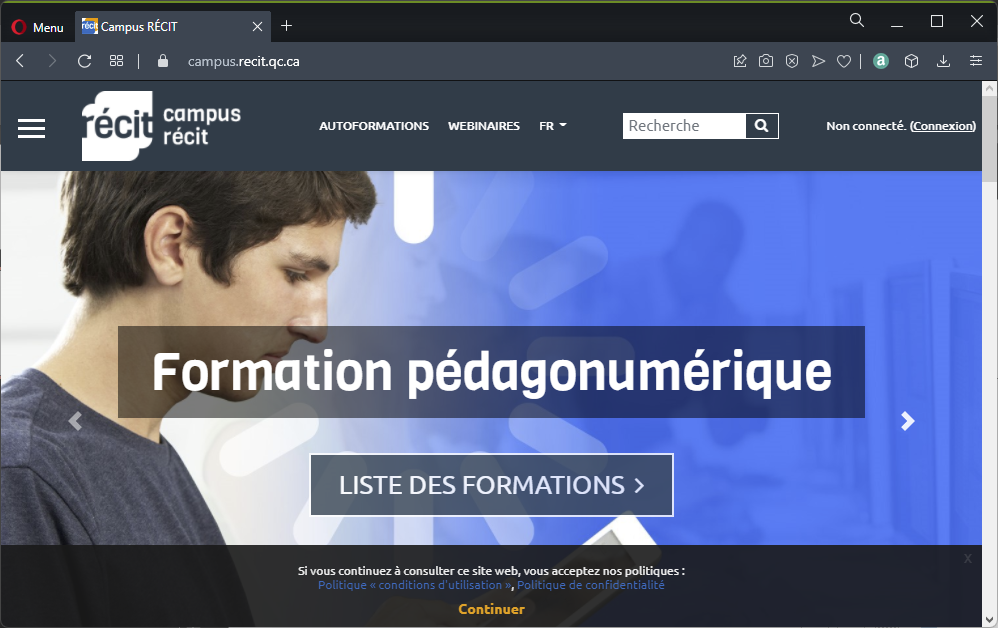 Menu
récit
Campus RÉCIT
campus.recit.qc.ca
a
récit
campus
récit
AUTOFORMATIONS
WEBINAIRES
FR
Recherche
Non connecté. (Connexion)
Formation pédagonumérique
LISTE DES FORMATIONS
x
Si vous continuez à consulter ce site web, vous acceptez nos politiques :
Politique « conditions d'utilisation », Politique de confidentialité
Continuer